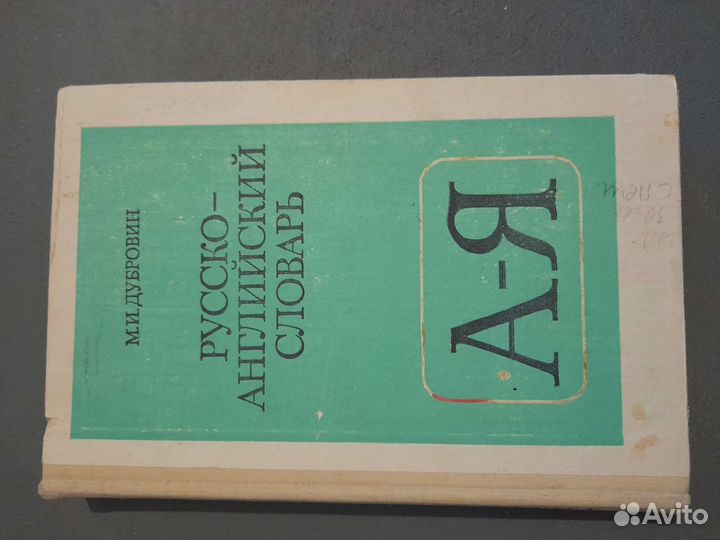 М.И.ДУБРОВИН
РУССКО–
АНГЛИЙСКИЙ
СЛОВАРЬ
А-Я
Avito